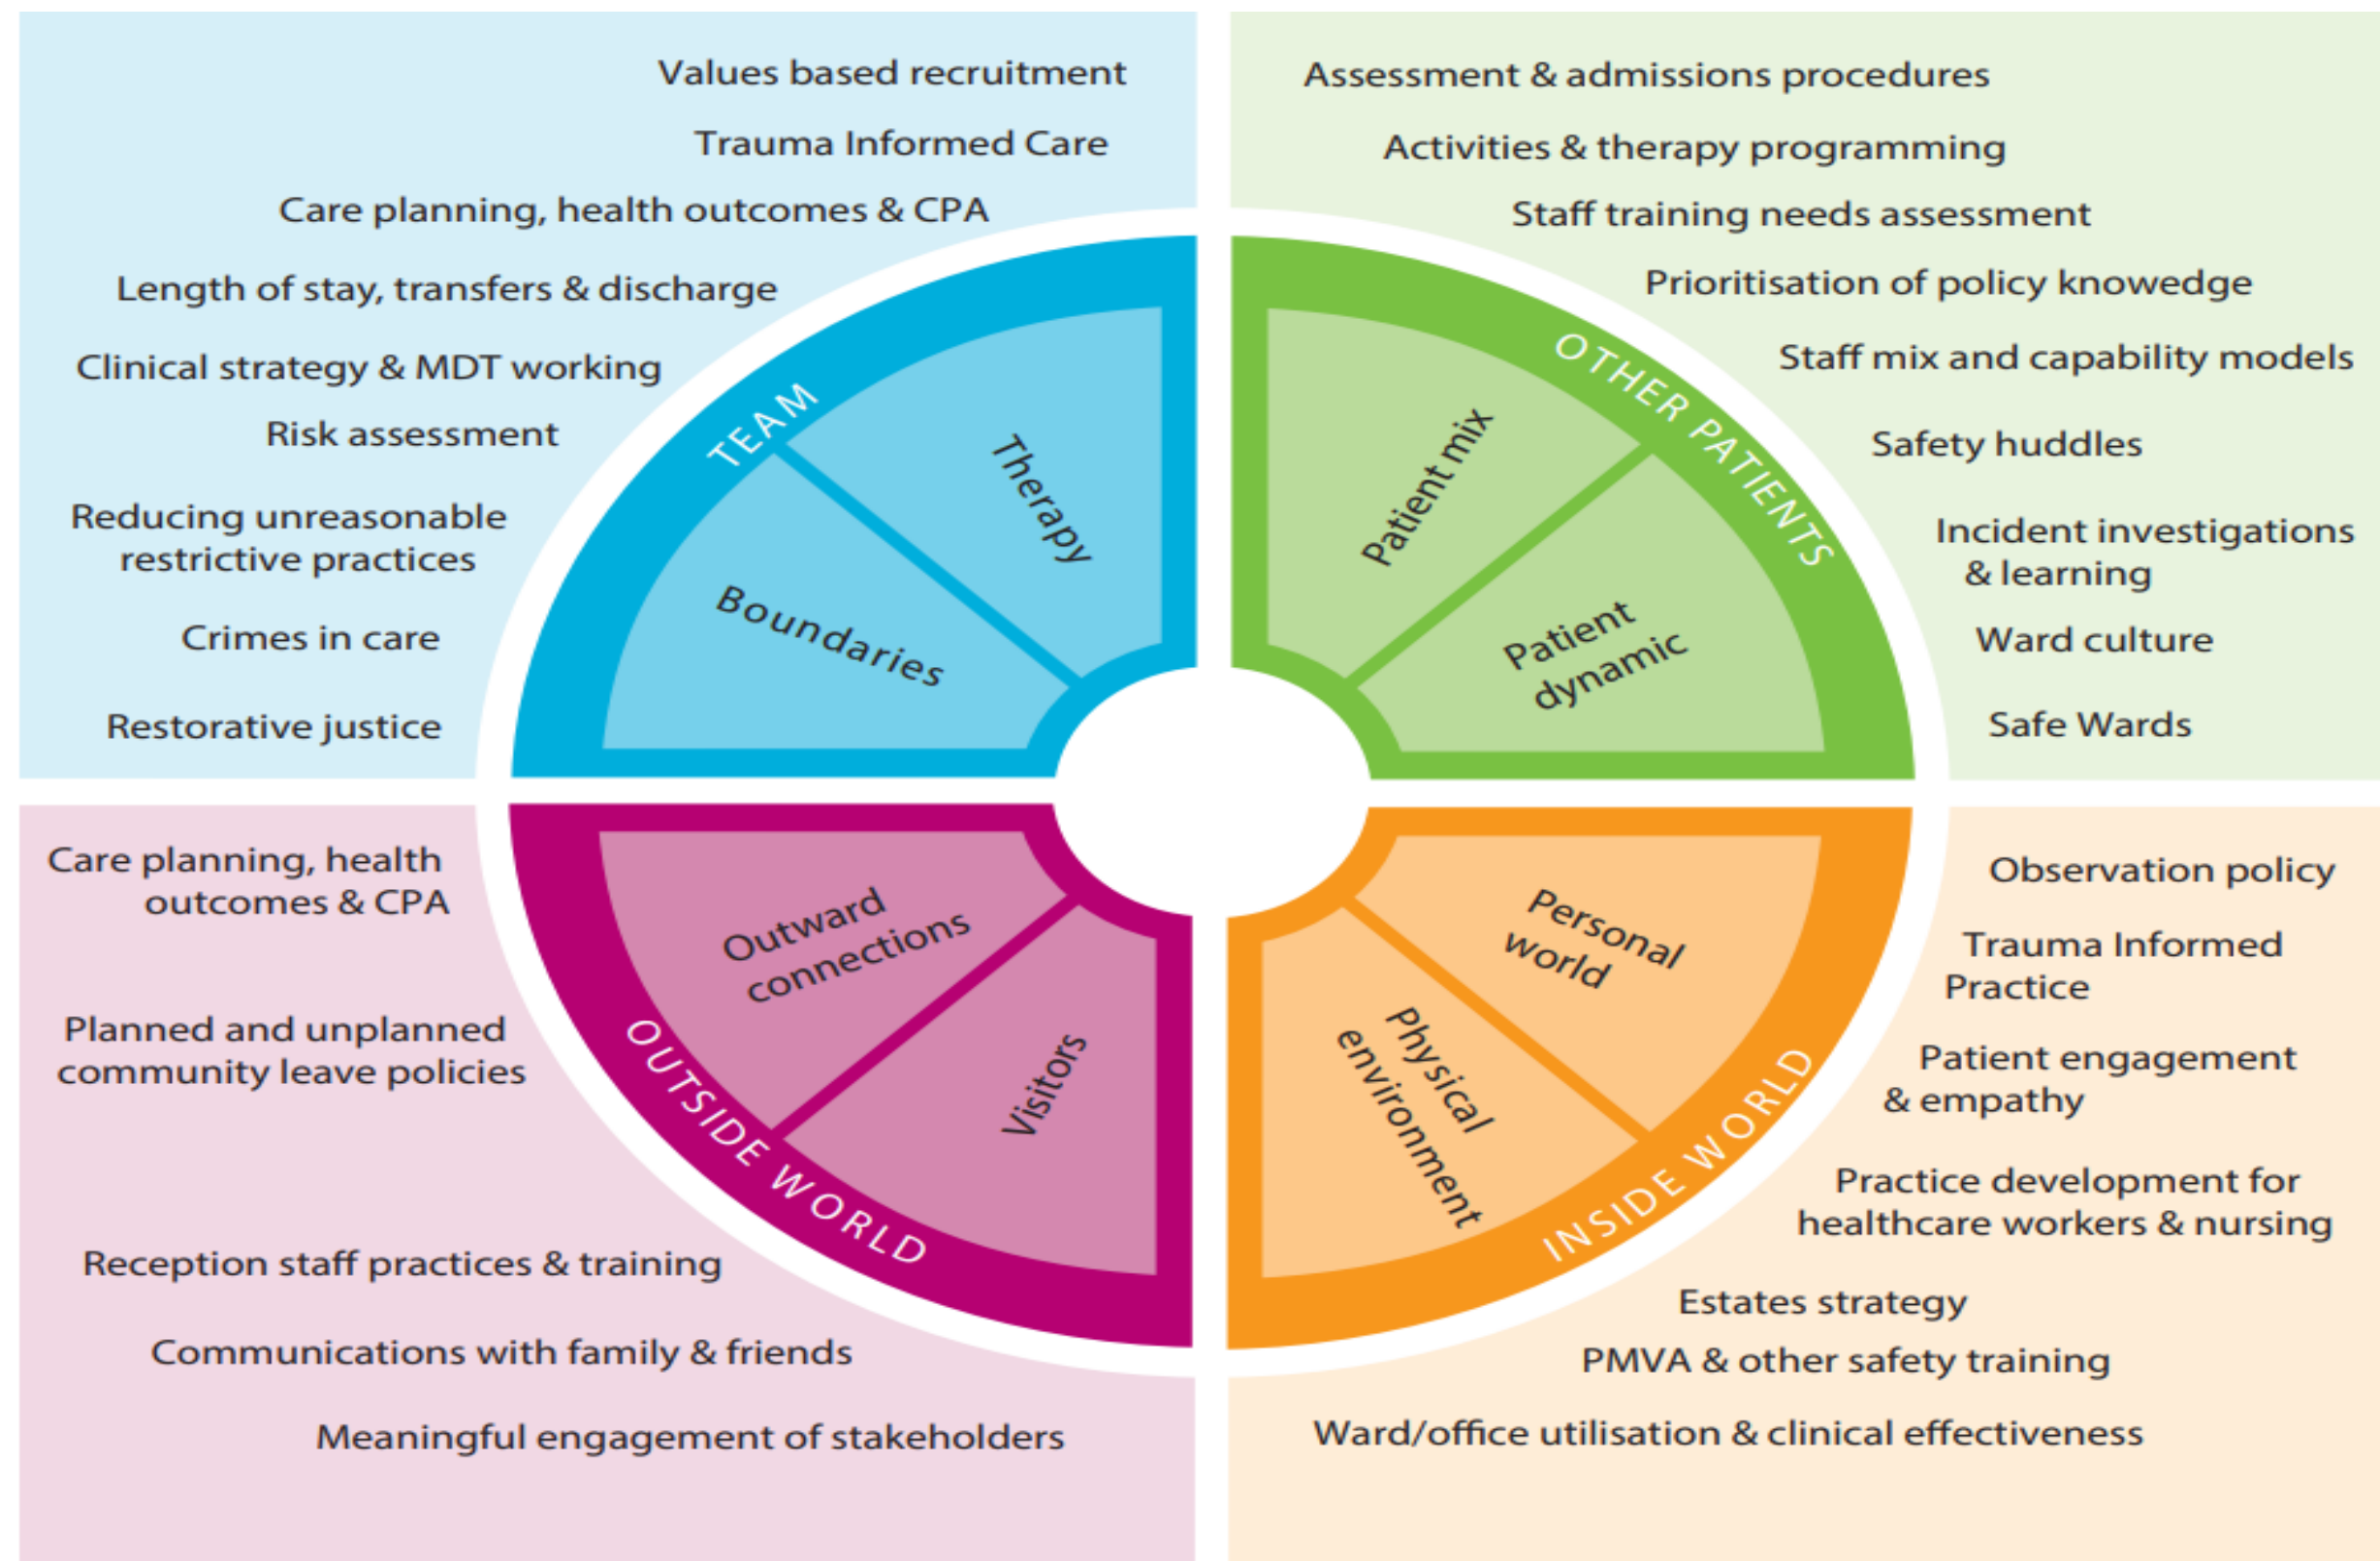 Values based recruitment
Trauma Informed Care
Care planning, health outcomes & CPA
Length of stay, transfers & discharge
Clinical strategy & MDT working
Risk assessment
Reducing unreasonable
restrictive practices
Crimes in care
Restorative justice
TEAM
Therapy
Boundaries
Assessment & admissions procedures
Activities & therapy programming
Staff training needs assessment
Prioritisation of policy knowedge
Staff mix and capability models
Safety huddles
Incident investigations
& learning
Ward culture
Safe Wards
OTHER PATIENTS
Patient mix
Patient
dynamic
Care planning, health
outcomes & CPA
Planned and unplanned
community leave policies
Reception staff practices & training
Communications with family & friends
Meaningful engagement of stakeholders
OUTSIDE WORLD
Outward
connections
Visitors
Observation policy
Trauma Informed
Practice
Patient engagement
& empathy
Practice development for
healthcare workers & nursing
Estates strategy
PMVA & other safety training
Ward/office utilisation & clinical effectiveness
INSIDE WORLD
Personal
world
Physical
environment